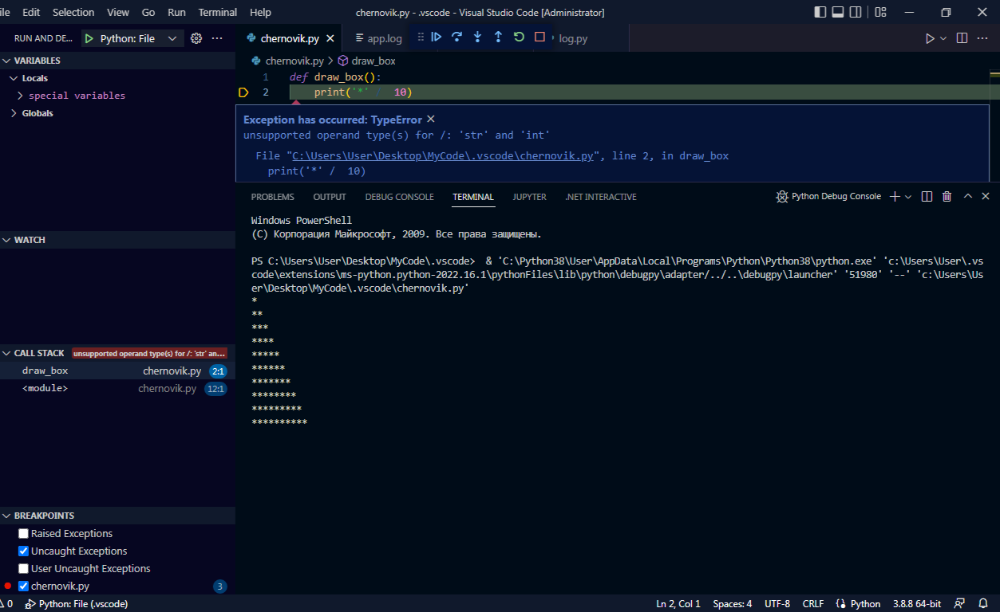 ile Edit Selection View Go Run Terminal Help chernovik.py - .vscode - Visual Studio Code [Administrator]
RUN AND DE... Python: File
chernovik.py app.log log.py
chernovik.py > draw_box
VARIABLES
Locals
special variables
Globals
WATCH
CALL STACK unsupported operand type(s) for /: 'str' an...
draw_box chernovik.py 2:1
<module> chernovik.py 12:1
BREAKPOINTS
Raised Exceptions
Uncaught Exceptions
User Uncaught Exceptions
chernovik.py 3
1 def draw_box():
2 print('*' /  10)
Exception has occurred: TypeError
unsupported operand type(s) for /: 'str' and 'int'
File "C:\Users\User\Desktop\MyCode\.vscode\chernovik.py", line 2, in draw_box
print('*' /  10)
PROBLEMS OUTPUT DEBUG CONSOLE TERMINAL JUPYTER .NET INTERACTIVE Python Debug Console
Windows PowerShell
(C) Корпорация Майкрософт, 2009. Все права защищены.
PS C:\Users\User\Desktop\MyCode\.vscode>  & 'C:\Python38\User\AppData\Local\Programs\Python\Python38\python.exe' 'c:\Users\User\.vs
code\extensions\ms-python.python-2022.16.1\pythonFiles\lib\python\debugpy\adapter/../..\debugpy\launcher' '51980' '--' 'c:\Users\Us
er\Desktop\MyCode\.vscode\chernovik.py'
*
**
***
****
*****
******
*******
********
*********
**********
0 Python: File (.vscode) Ln 2, Col 1 Spaces: 4 UTF-8 CRLF Python 3.8.8 64-bit